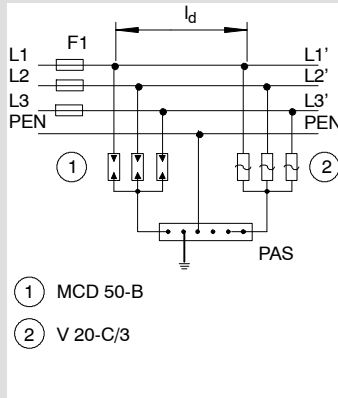 l_d
F1
L1 L1'
L2 L2'
L3 L3'
PEN PEN
1 2
PAS
1 MCD 50-B
2 V 20-C/3